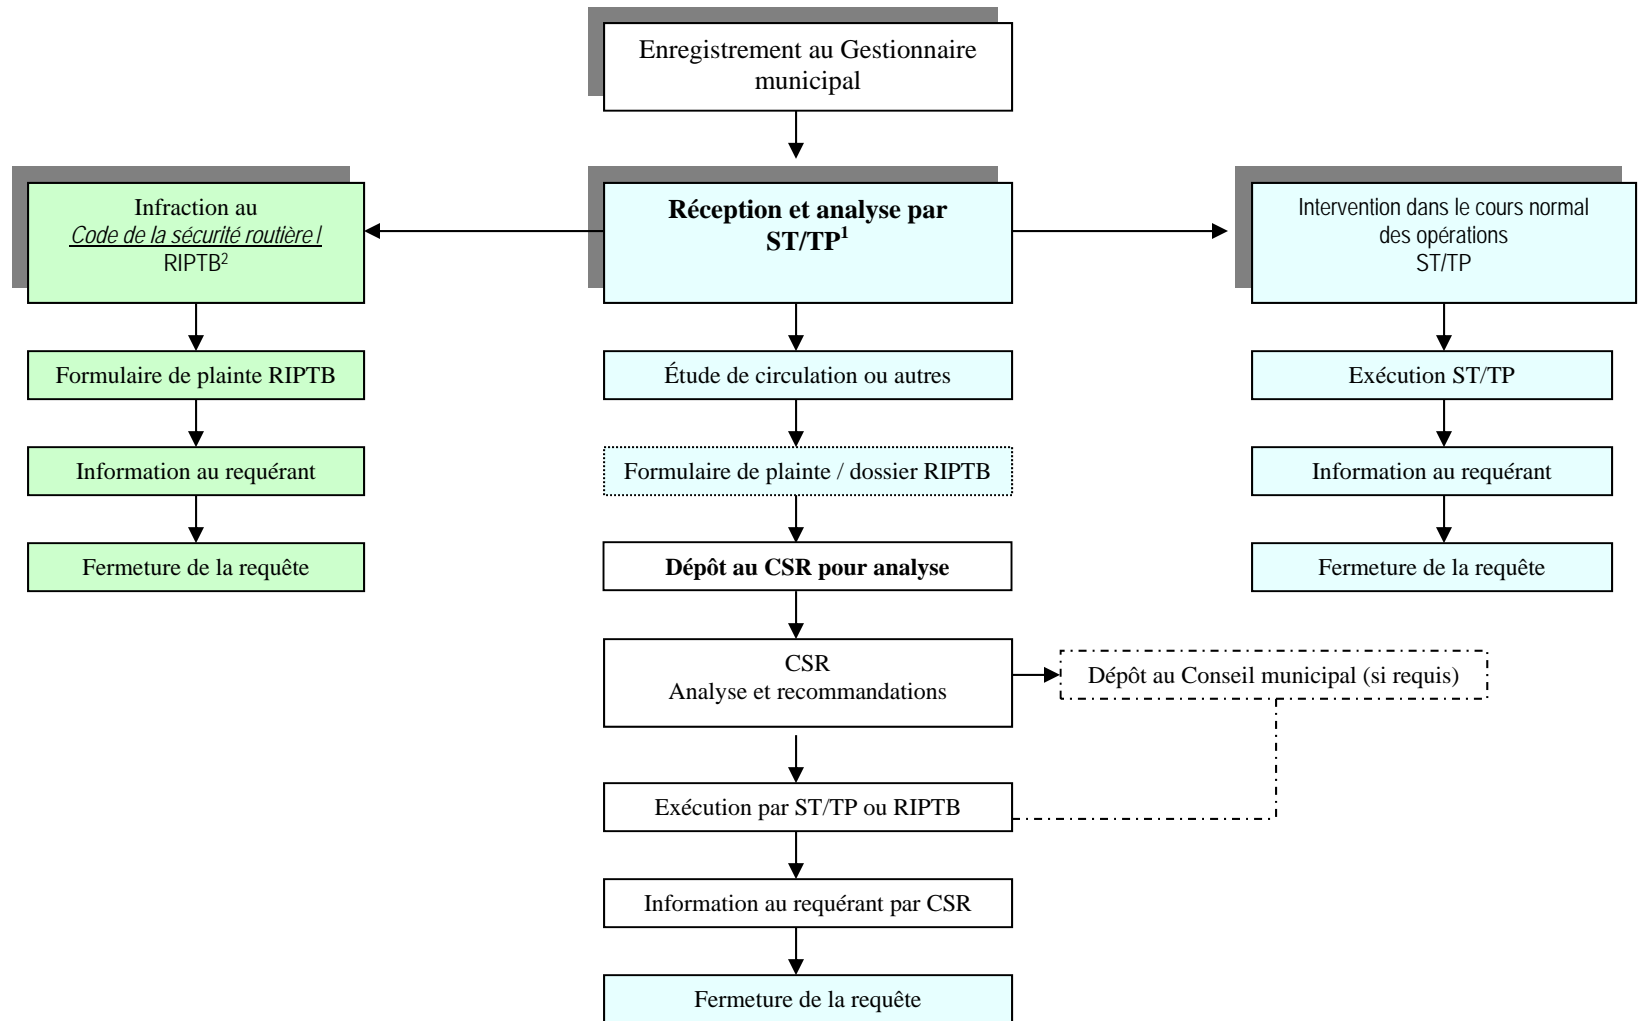 Enregistrement au Gestionnaire
municipal
Infraction au
Code de la sécurité routière /
RIPTB²
Réception et analyse par
ST/TP¹
Intervention dans le cours normal
des opérations
ST/TP
Formulaire de plainte RIPTB
Étude de circulation ou autres
Exécution ST/TP
Information au requérant
Formulaire de plainte / dossier RIPTB
Information au requérant
Fermeture de la requête
Dépôt au CSR pour analyse
Fermeture de la requête
CSR
Analyse et recommandations
Dépôt au Conseil municipal (si requis)
Exécution par ST/TP ou RIPTB
Information au requérant par CSR
Fermeture de la requête